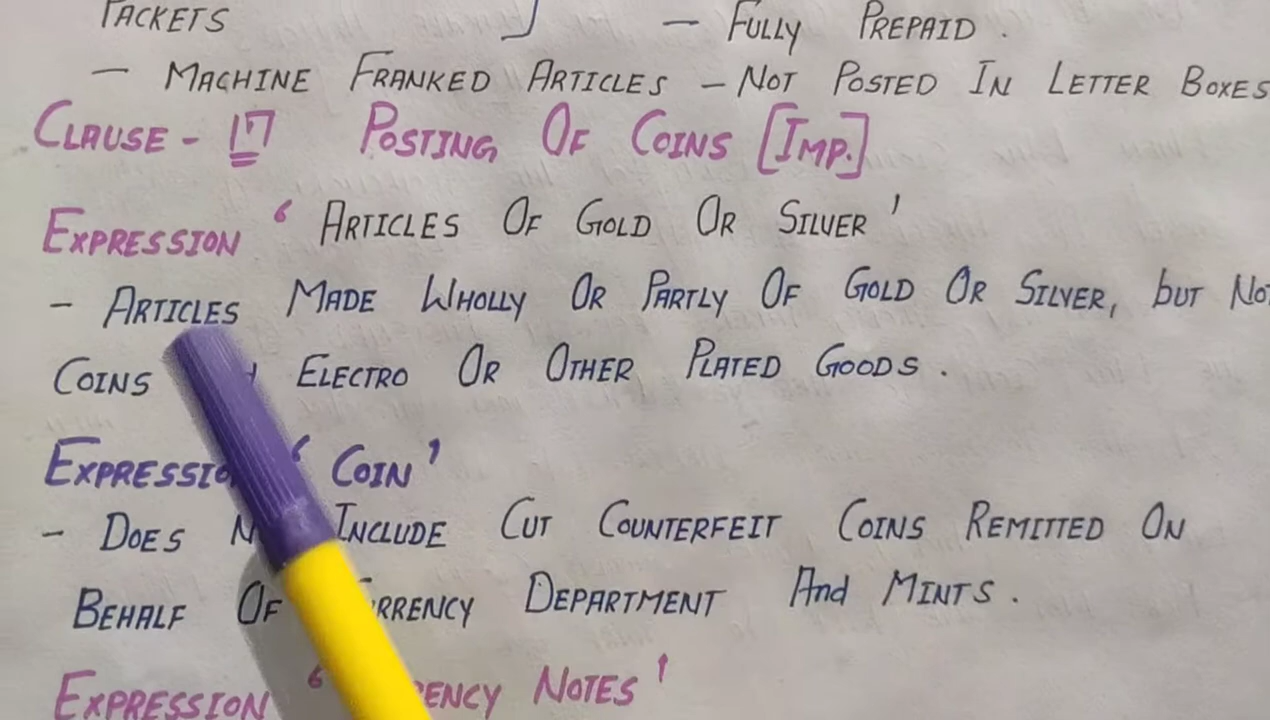 PACKETS — FULLY PREPAID.
— MACHINE FRANKED ARTICLES — NOT POSTED IN LETTER BOXES
CLAUSE - 17 POSTING OF COINS [IMP.]
EXPRESSION ‘ARTICLES OF GOLD OR SILVER’
- ARTICLES MADE WHOLLY OR PARTLY OF GOLD OR SILVER, but NOT
COINS ELECTRO OR OTHER PLATED GOODS.
EXPRESSION ‘COIN’
- DOES INCLUDE CUT COUNTERFEIT COINS REMITTED ON
BEHALF OF DEPARTMENT And MINTS.
EXPRESSION ‘ NOTES’